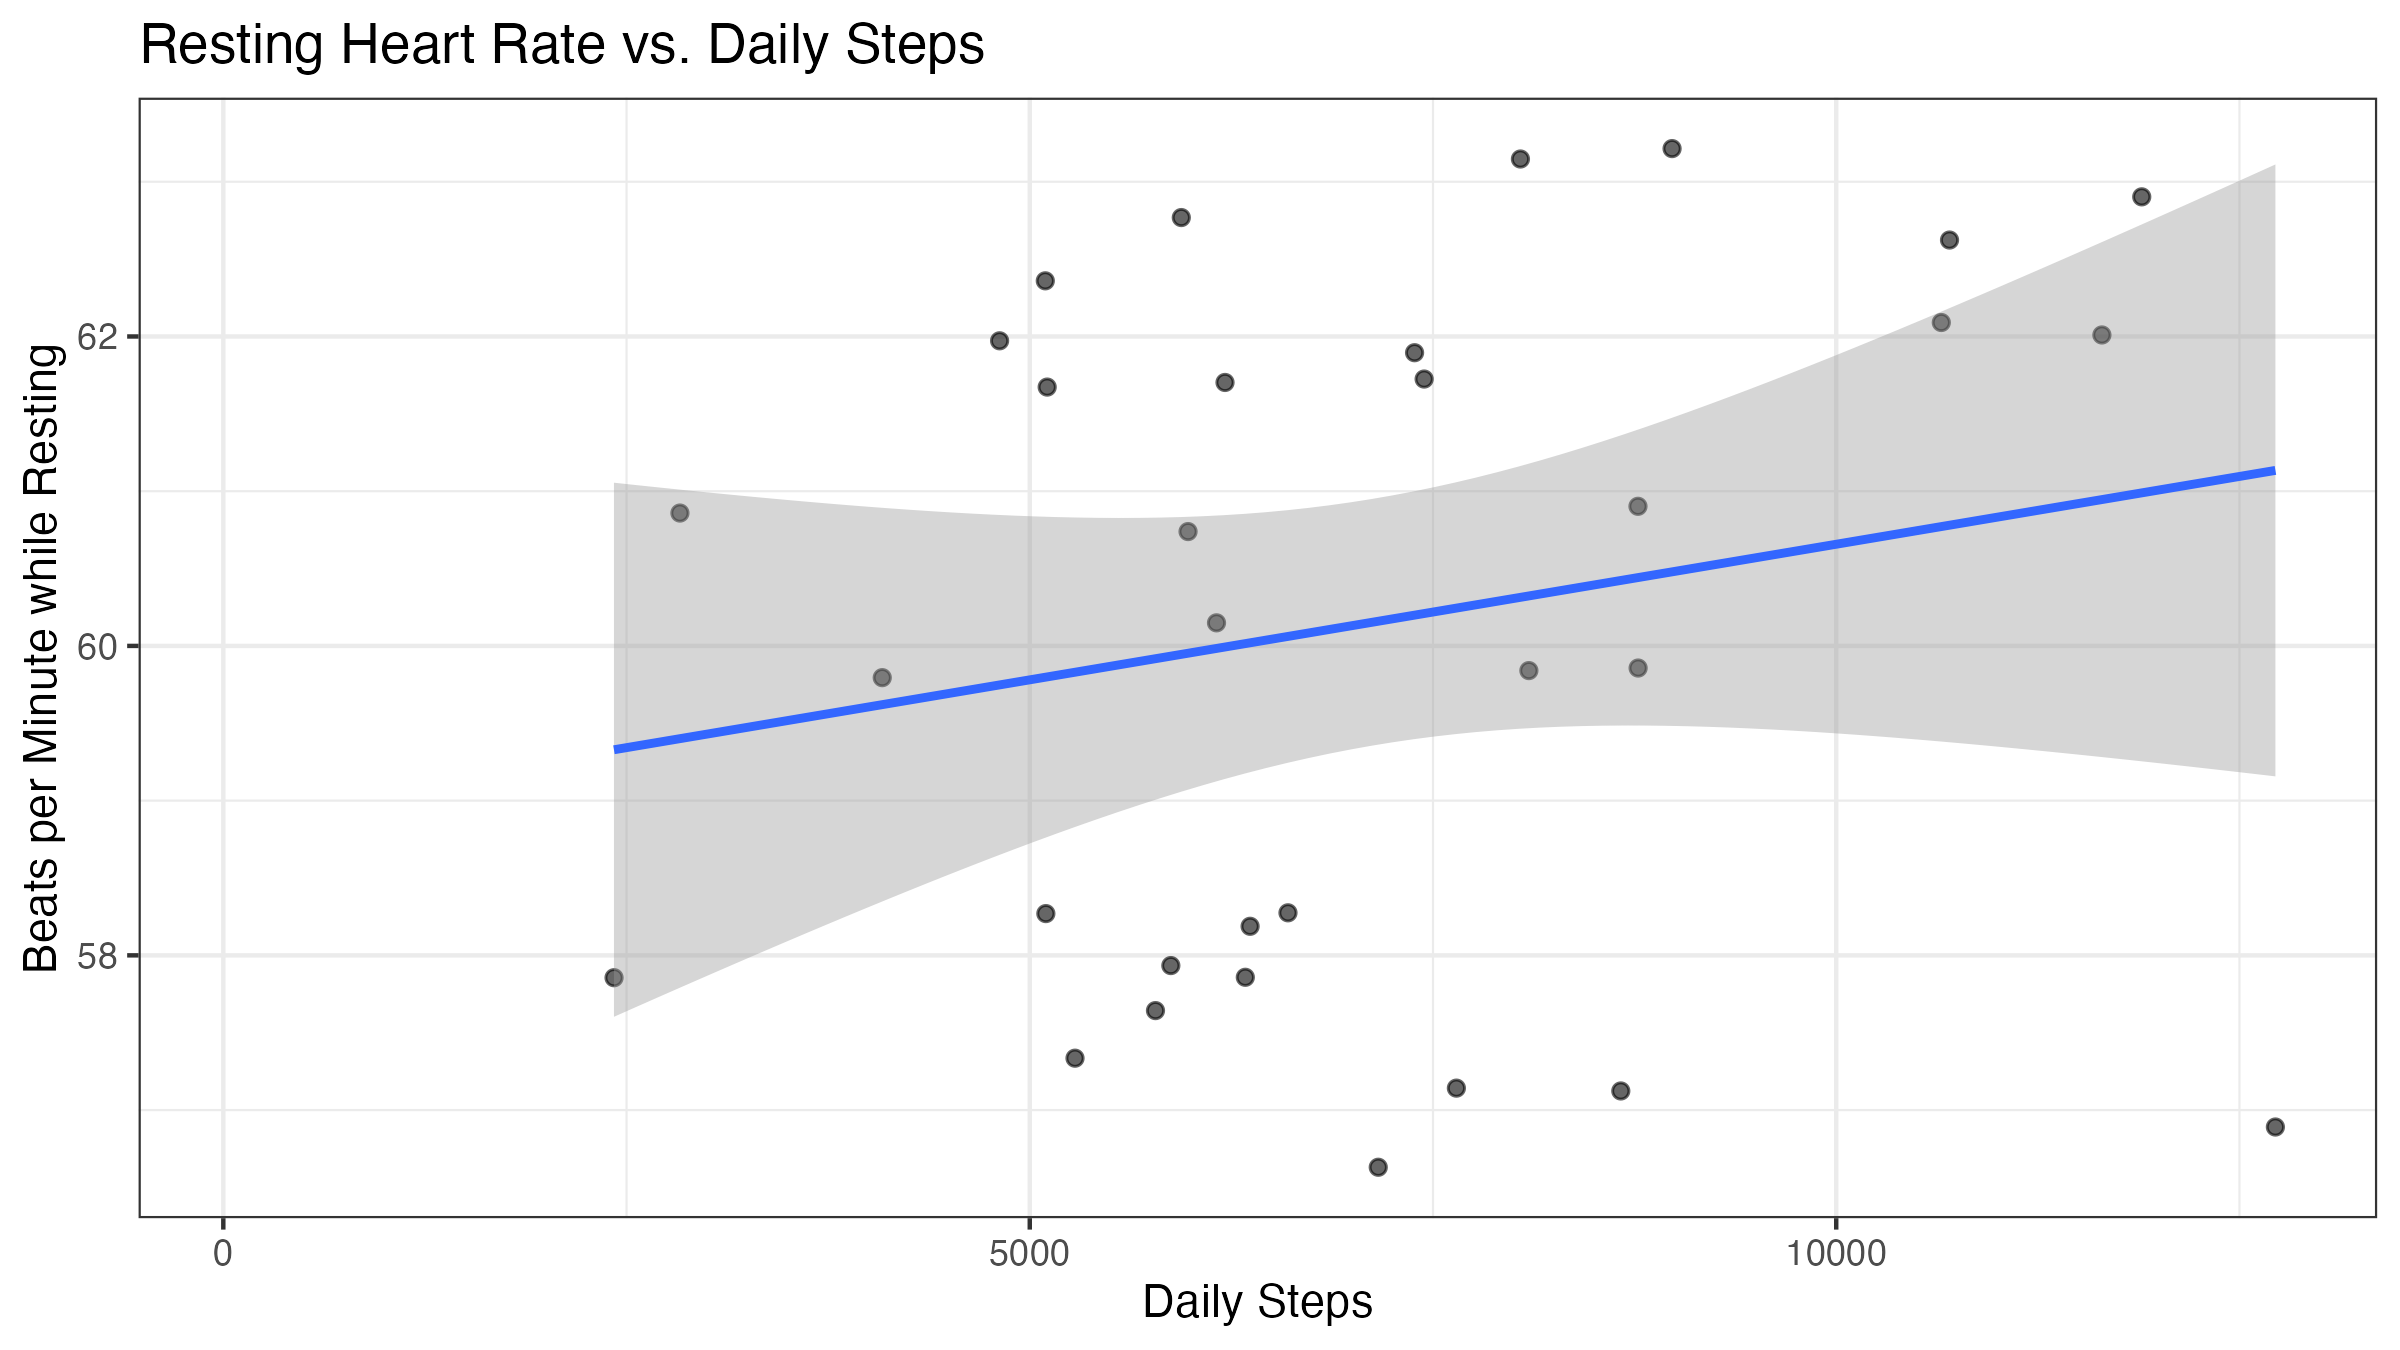 Resting Heart Rate vs. Daily Steps
Beats per Minute while Resting
62
60
58
0 5000 10000
Daily Steps